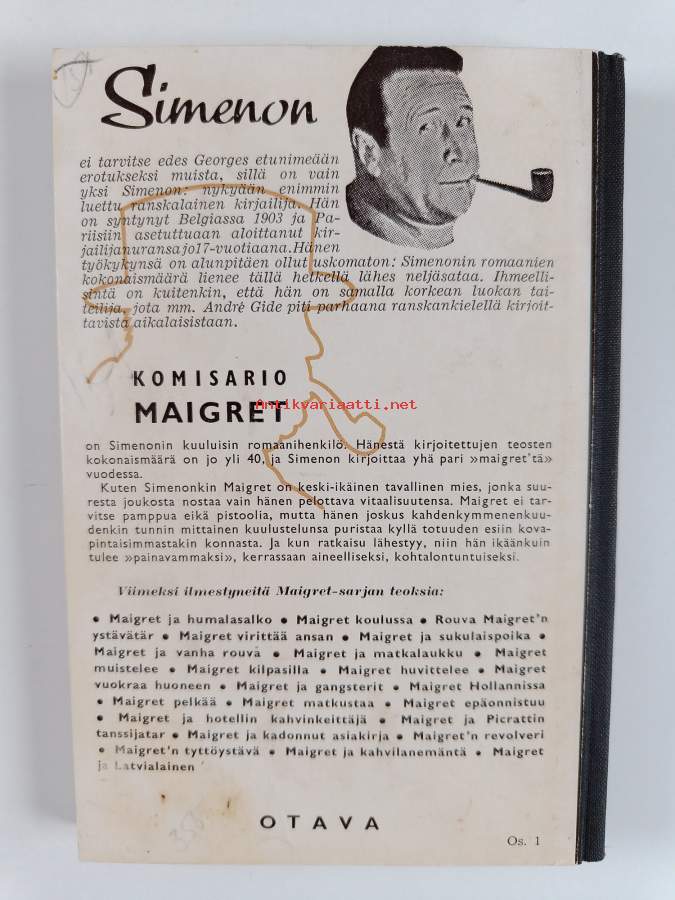 Simenon
ei tarvitse edes Georges etunimeään
erotukseksi muista, sillä on vain
yksi Simenon: nykyään enimmin
luettu ranskalainen kirjailija. Hän
on syntynyt Belgiassa 1903 ja Pa-
riisiin asetuttuaan aloittanut kir-
jailijanuransa jo 17-vuotiaana. Hänen
työkykynsä on alunpitäen ollut uskomaton: Simenonin romaanien
kokonaismäärä lienee tällä hetkellä lähes neljäsataa. Ihmeelli-
sintä on kuitenkin, että hän on samalla korkean luokan tai-
teilija, jota mm. André Gide piti parhaana ranskankielellä kirjoit-
tavista aikalaisistaan.
KOMISARIO
MAIGRET
Antikvariaatti.net
on Simenonin kuuluisin romaanihenkilö. Hänestä kirjoitettujen teosten
kokonaismäärä on jo yli 40, ja Simenon kirjoittaa yhä pari »maigret'tä»
vuodessa.
Kuten Simenonkin Maigret on keski-ikäinen tavallinen mies, jonka suu-
resta joukosta nostaa vain hänen pelottava vitaalisuutensa. Maigret ei tar-
vitse pamppua eikä pistoolia, mutta hänen joskus kahdenkymmenenkuu-
denkin tunnin mittainen kuulustelunsa puristaa kyllä totuuden esiin kova-
pintaisimmastakin konnasta. Ja kun ratkaisu lähestyy, niin hän ikäänkuin
tulee »painavammaksi», kerrassaan aineelliseksi, kohtalontuntuiseksi.
Viimeksi ilmestyneitä Maigret-sarjan teoksia:
• Maigret ja humalasalko • Maigret koulussa • Rouva Maigret'n
ystävätär • Maigret virittää ansan • Maigret ja sukulaispoika •
Maigret ja vanha rouva • Maigret ja matkalaukku • Maigret
muistelee • Maigret kilpasilla • Maigret huvittelee • Maigret
vuokraa huoneen • Maigret ja gangsterit • Maigret Hollannissa
• Maigret pelkää • Maigret matkustaa • Maigret epäonnistuu
• Maigret ja hotellin kahvinkeittäjä • Maigret ja Picrattin
tanssijatar • Maigret ja kadonnut asiakirja • Maigret'n revolveri
• Maigret'n tyttöystävä • Maigret ja kahvilanemäntä • Maigret
ja Latvialainen
OTAVA
Os. 1